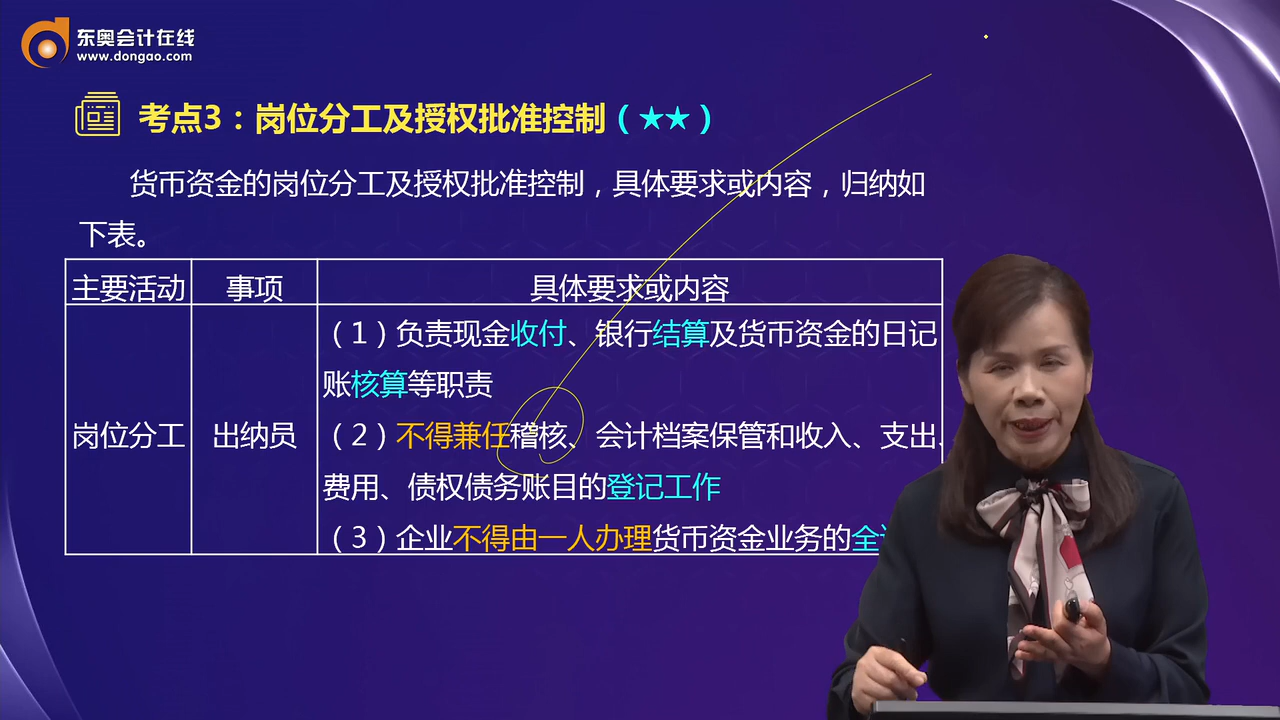 东奥会计在线
www.dongao.com
考点3：岗位分工及授权批准控制（★★）
货币资金的岗位分工及授权批准控制，具体要求或内容，归纳如
下表。
主要活动 事项 具体要求或内容
岗位分工 出纳员
（1）负责现金收付、银行结算及货币资金的日记
账核算等职责
（2）不得兼任稽核、会计档案保管和收入、支出、
费用、债权债务账目的登记工作
（3）企业不得由一人办理货币资金业务的全